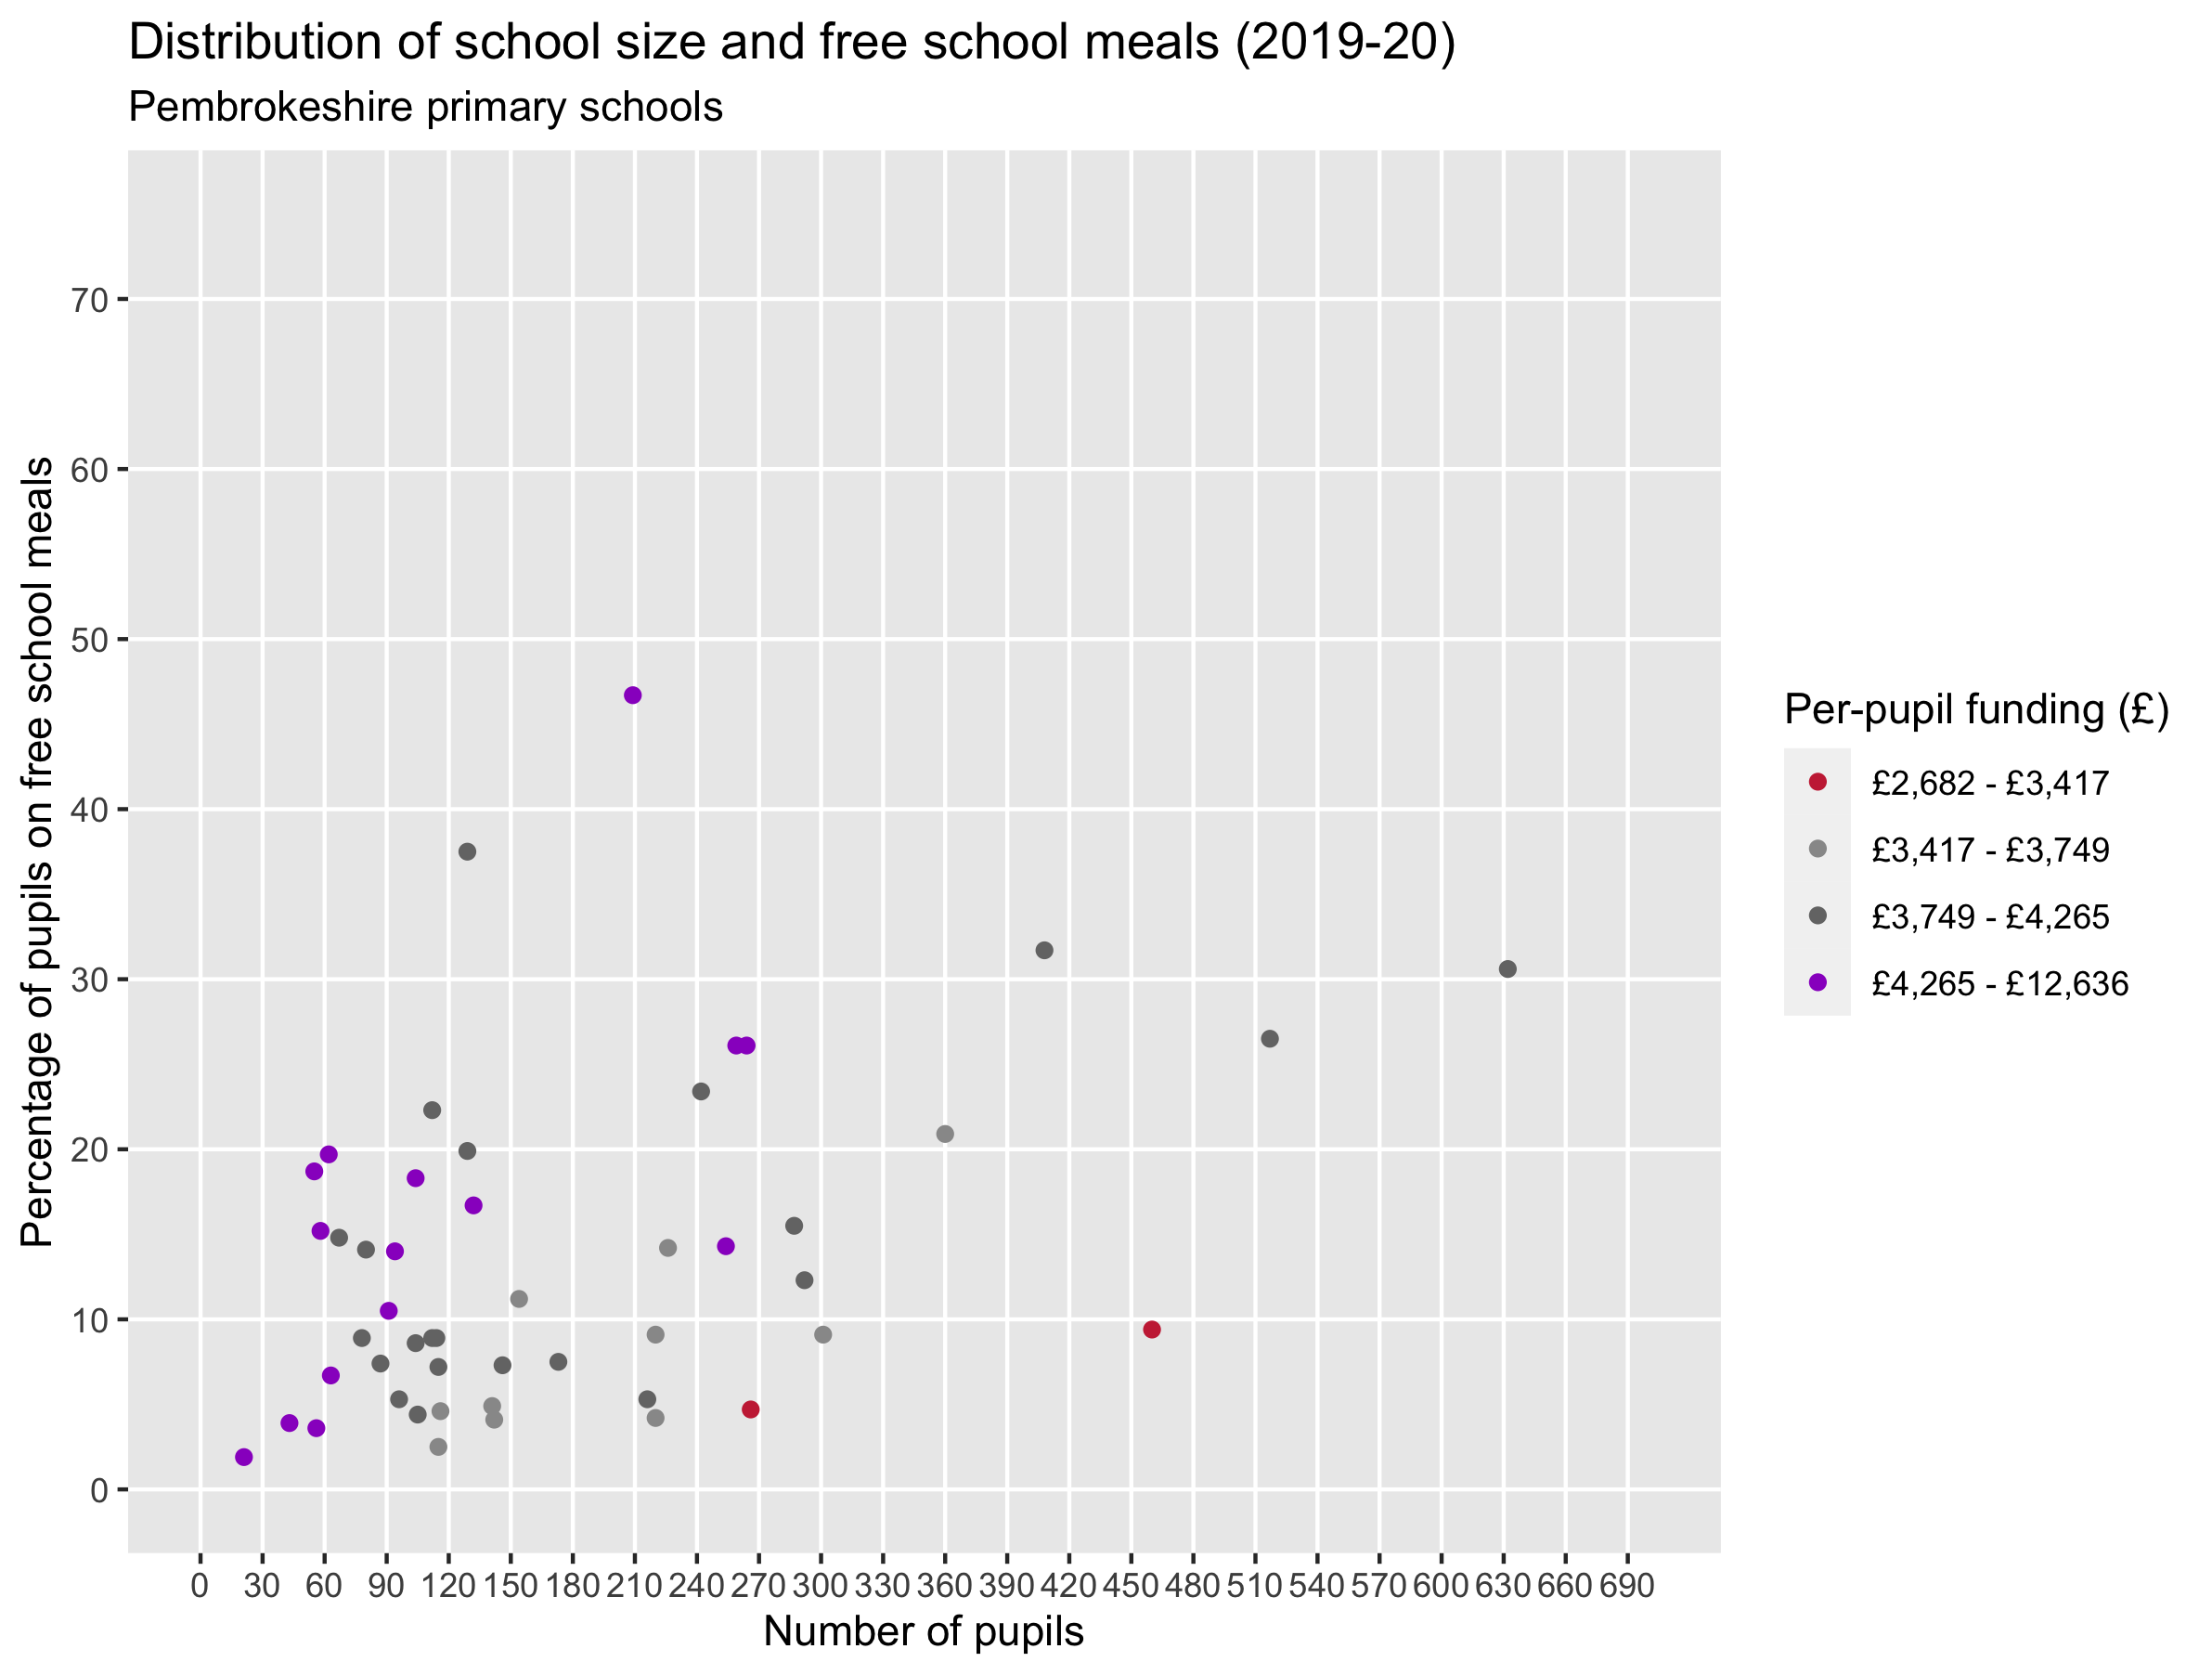 Distribution of school size and free school meals (2019-20)
Pembrokeshire primary schools
Percentage of pupils on free school meals
70
60
50
40
30
20
10
0
0 30 60 90 120 150 180 210 240 270 300 330 360 390 420 450 480 510 540 570 600 630 660 690
Number of pupils
Per-pupil funding (£)
£2,682 - £3,417
£3,417 - £3,749
£3,749 - £4,265
£4,265 - £12,636